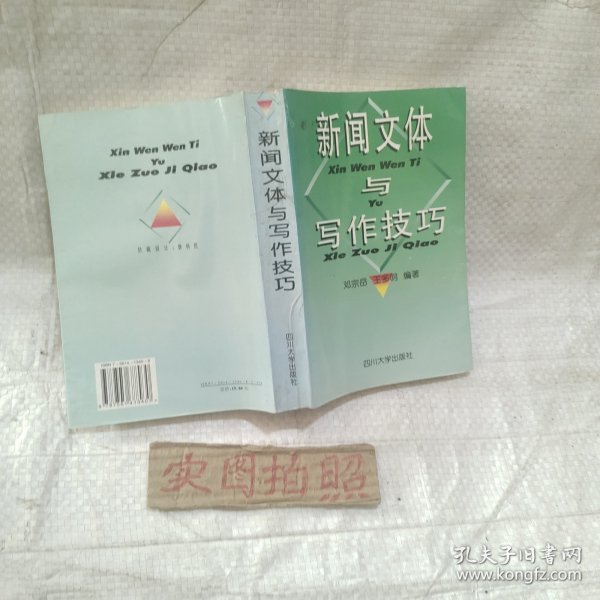 Xin Wen Wen Ti
Yu
Xie Zuo Ji Qiao
新闻文体与写作技巧
四川大学出版社
新闻文体
Xin Wen Wen Ti
与
Yu
写作技巧
Xie Zuo Ji Qiao
邓宗岳
编著
四川大学出版社
实图拍照
孔夫子旧书网
www.kongfz.com